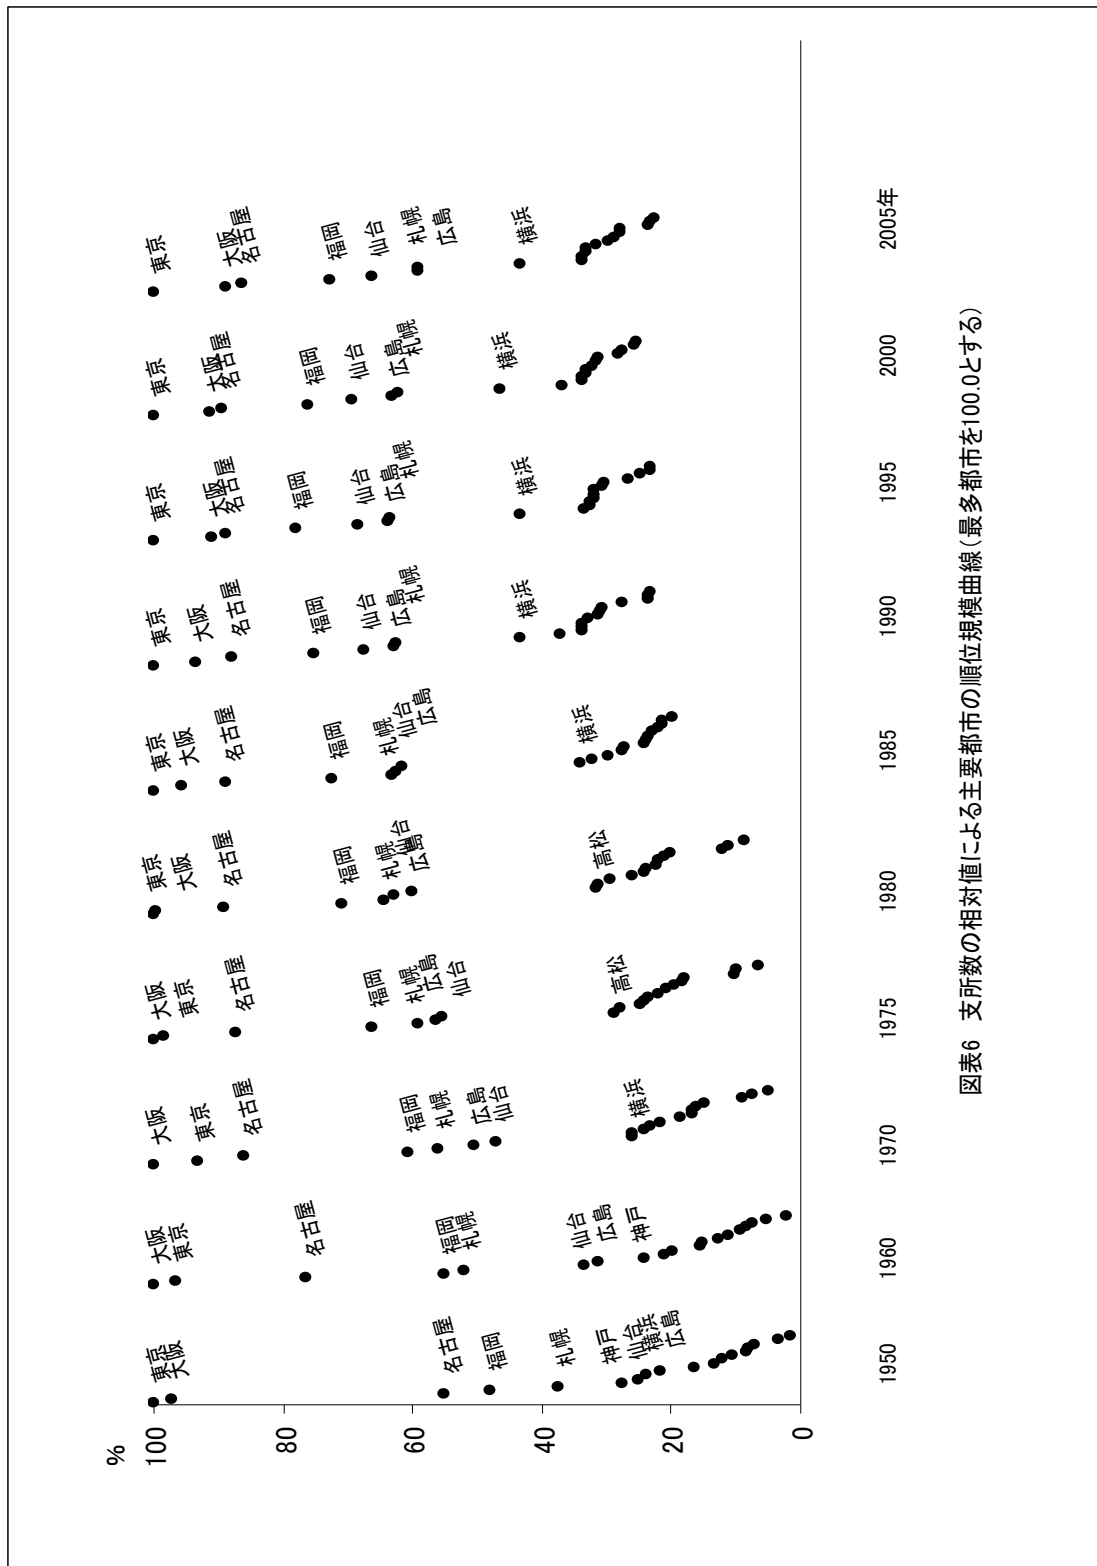 %
100
80
60
40
20
0
東京
大阪
名古屋
福岡
札幌
神戸
仙台
横浜
広島
1950
大阪
東京
名古屋
福岡
札幌
仙台
広島
神戸
1960
大阪
東京
名古屋
福岡
札幌
広島
仙台
横浜
1970
大阪
東京
名古屋
福岡
札幌
広島
仙台
高松
1975
東京
大阪
名古屋
福岡
札幌
仙台
広島
高松
1980
東京
大阪
名古屋
福岡
札幌
仙台
広島
横浜
1985
東京
大阪
名古屋
福岡
仙台
広島
札幌
横浜
1990
東京
大阪
名古屋
福岡
仙台
広島
札幌
横浜
1995
東京
大阪
名古屋
福岡
仙台
広島
札幌
横浜
2000
東京
大阪
名古屋
福岡
仙台
札幌
広島
横浜
2005年
図表6 支所数の相対値による主要都市の順位規模曲線(最多都市を100.0とする)